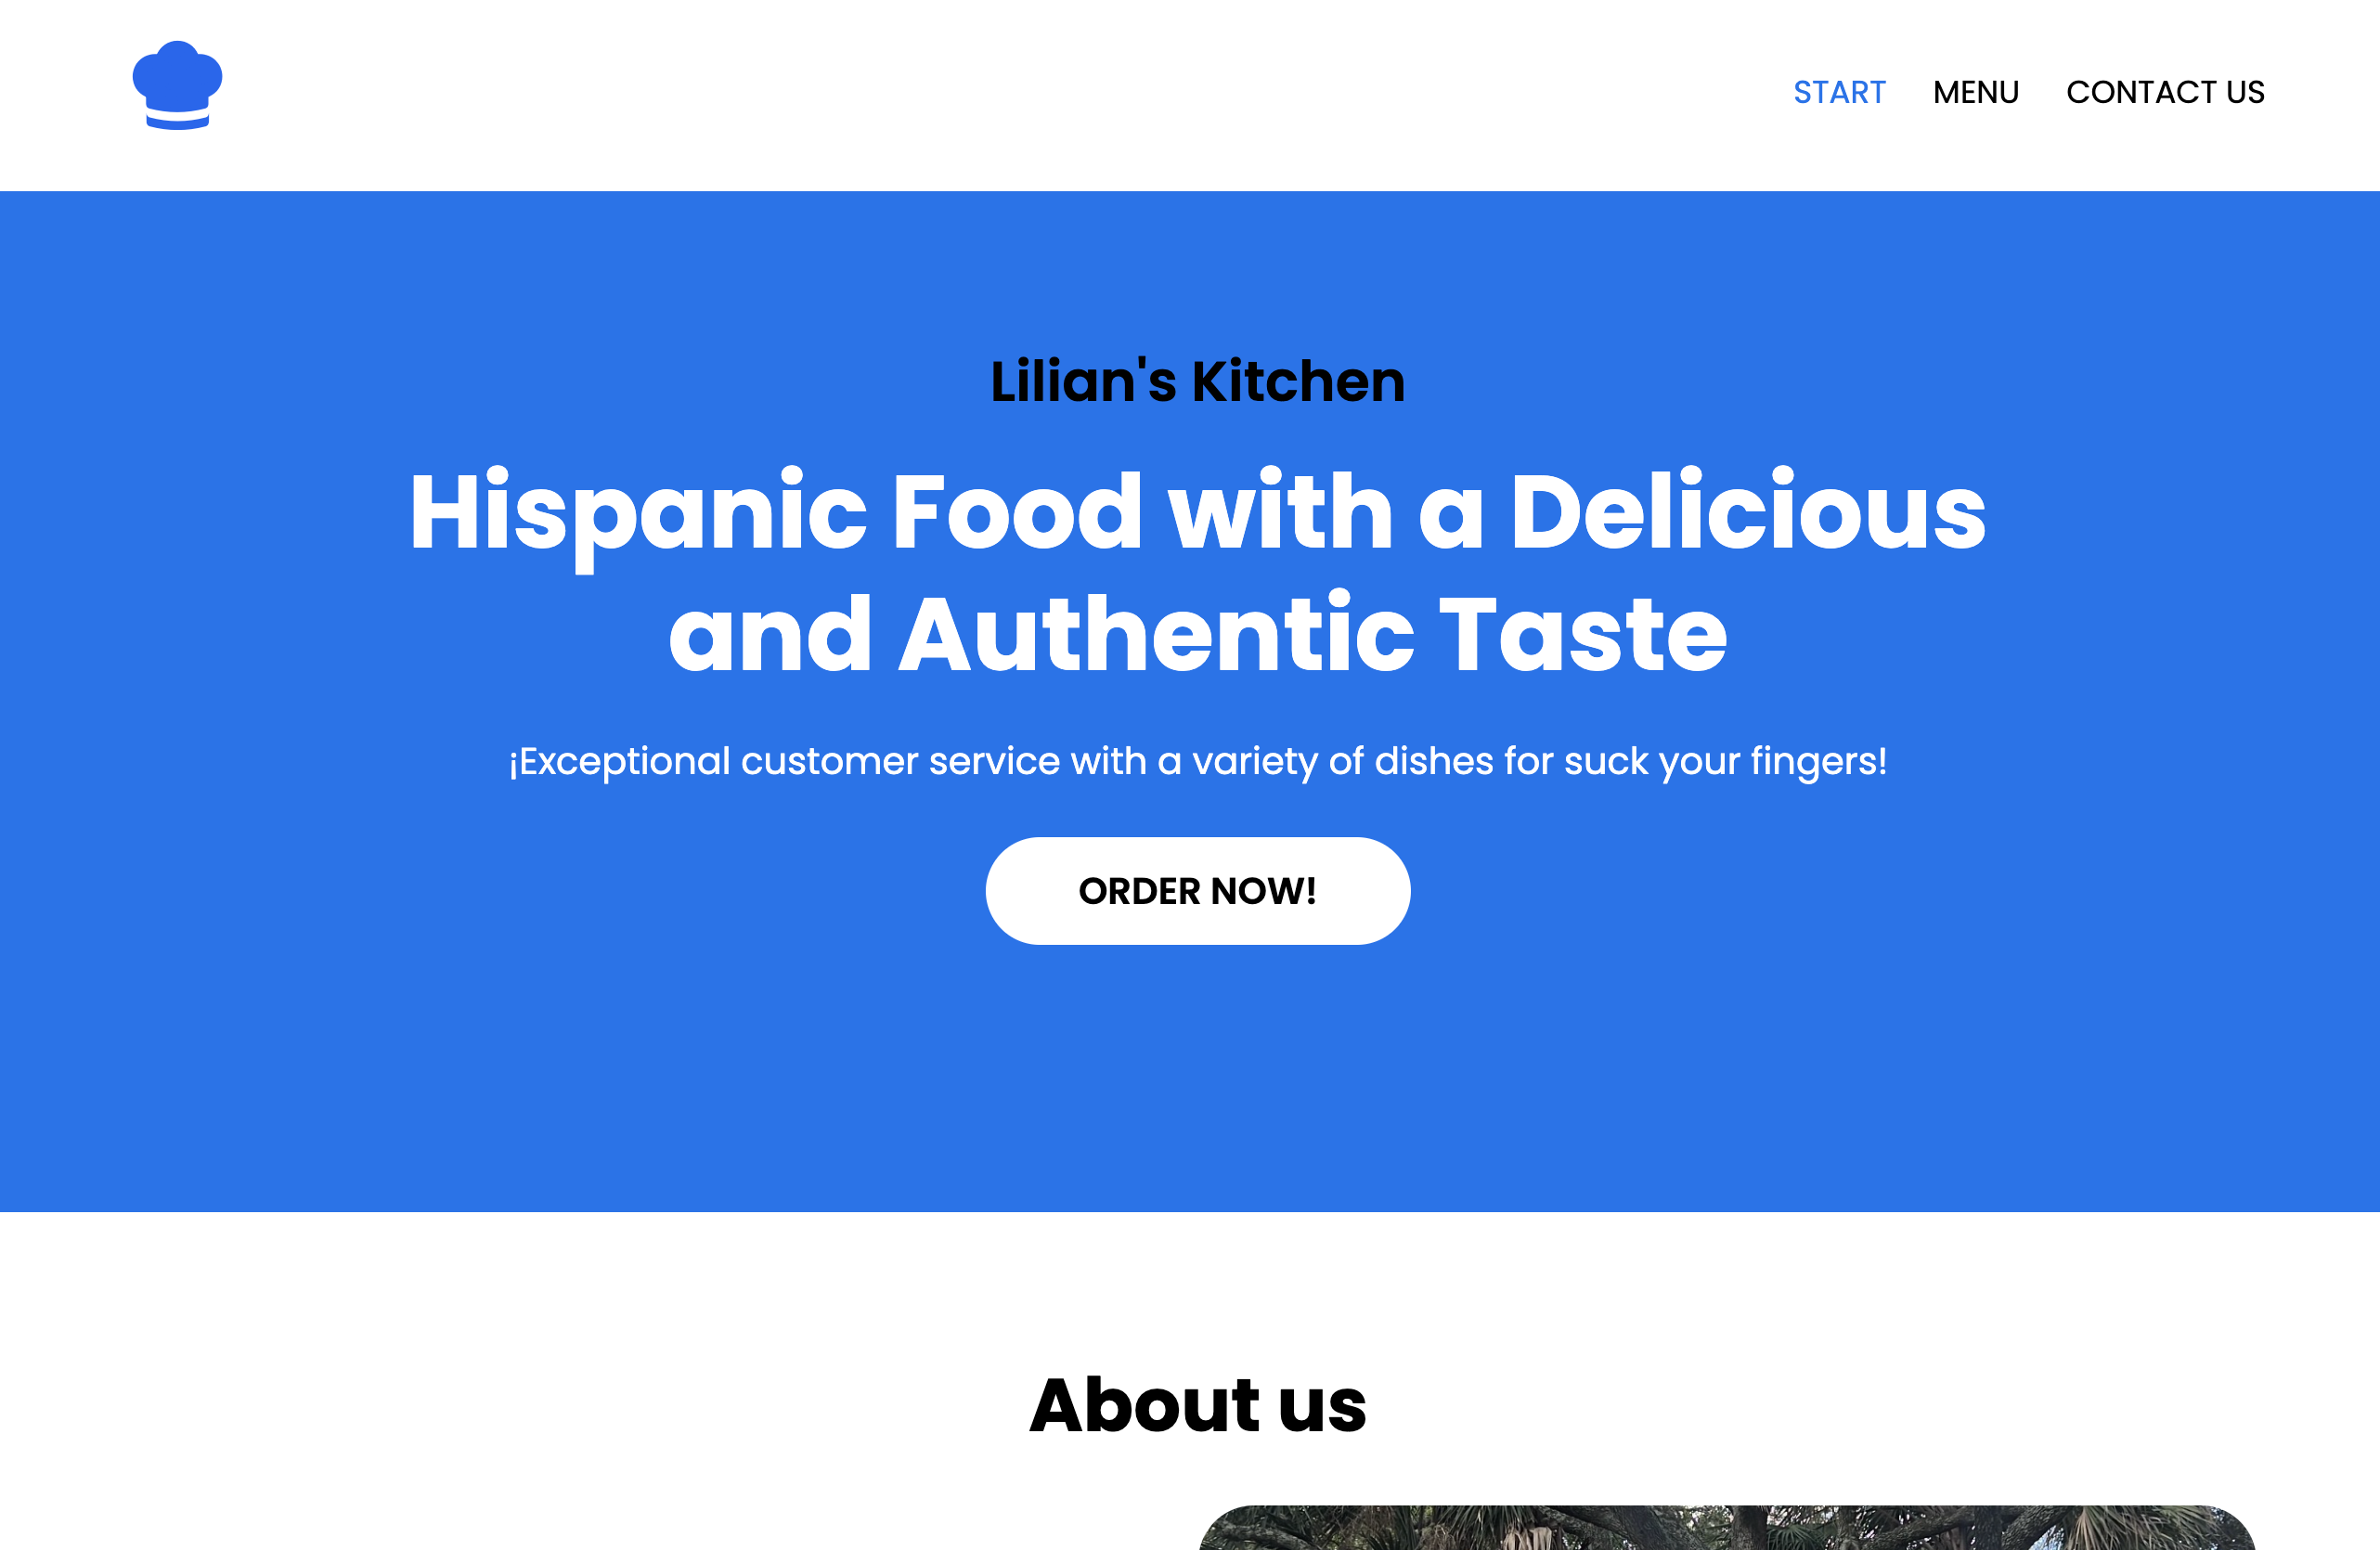 START MENU CONTACT US
Lilian's Kitchen
Hispanic Food with a Delicious
and Authentic Taste
¡Exceptional customer service with a variety of dishes for suck your fingers!
ORDER NOW!
About us